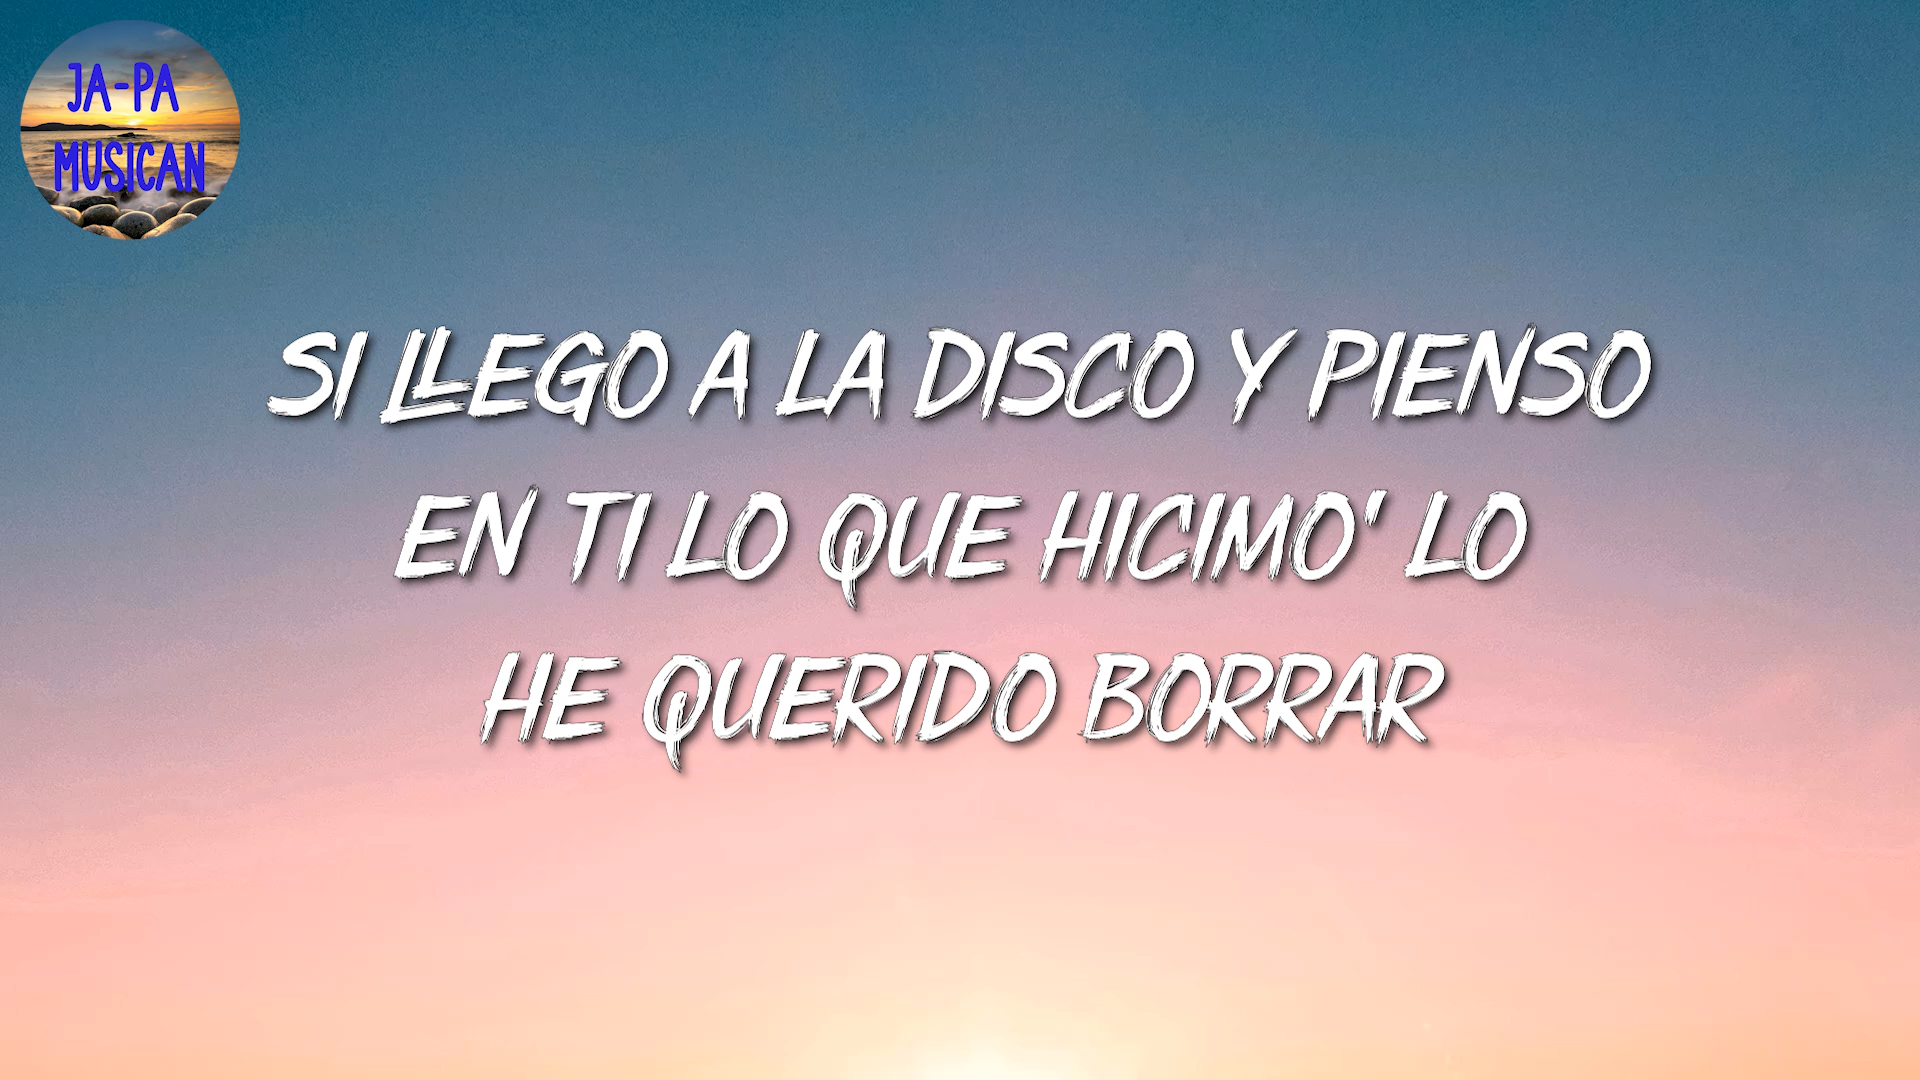 JA-PA
MUSICAN
SI LLEGO A LA DISCO Y PIENSO
EN TI LO QUE HICIMO' LO
HE QUERIDO BORRAR